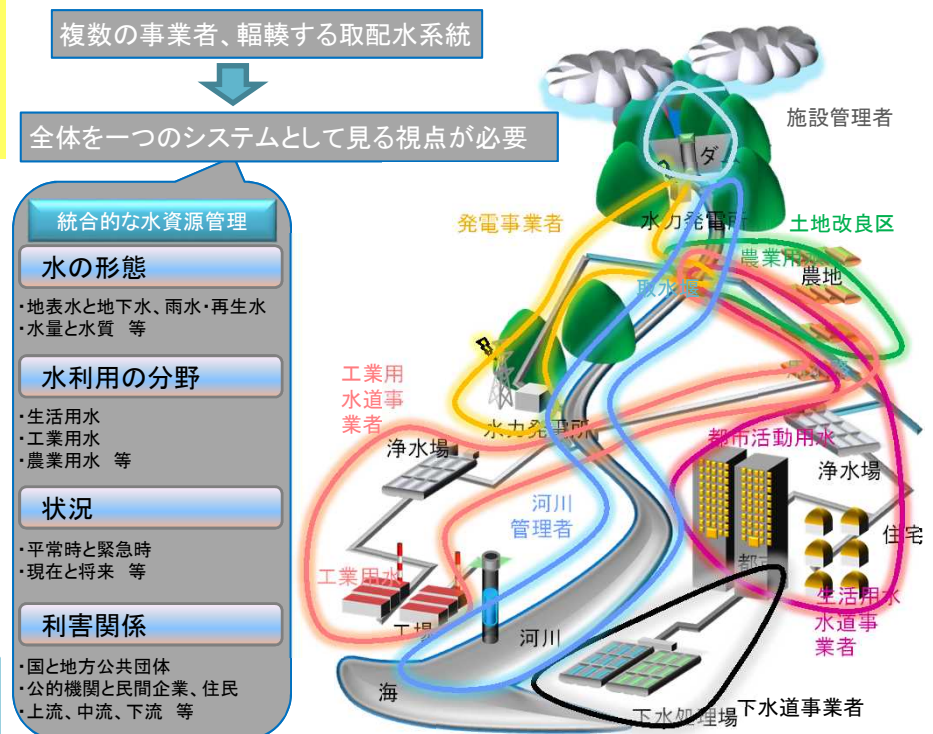 複数の事業者、輻輳する取配水系統
全体を一つのシステムとして見る視点が必要
統合的な水資源管理
水の形態
・地表水と地下水、雨水・再生水
・水量と水質 等
水利用の分野
・生活用水
・工業用水
・農業用水 等
状況
・平常時と緊急時
・現在と将来 等
利害関係
・国と地方公共団体
・公的機関と民間企業、住民
・上流、中流、下流 等
施設管理者
ダ
発電事業者
水力発電所
土地改良区
農業用
農地
取水堰
工業用
水道事
業者
水力発電所
浄水場
都市活動用水
浄水場
河川
管理者
住宅
都市
工業用水
工場
生活用水
水道事
業者
河川
海
下水処理場
下水道事業者